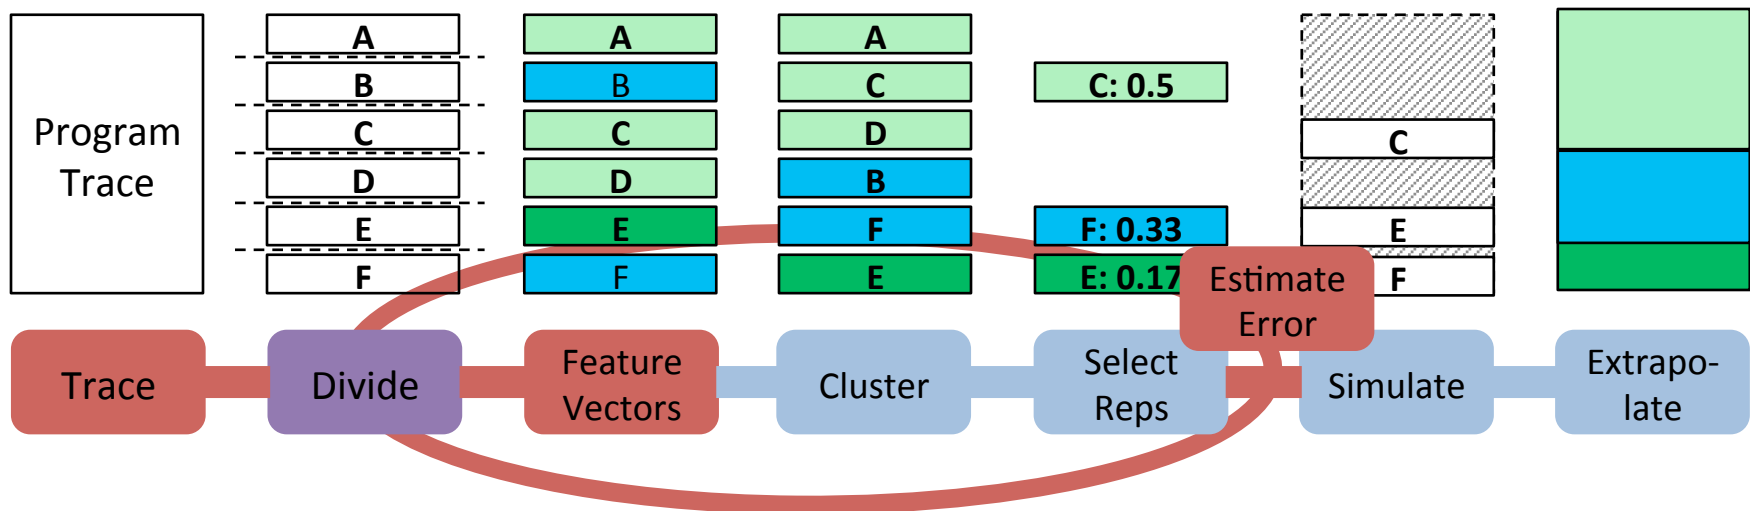 Program
Trace
A
B
C
D
E
F
A
B
C
D
E
F
A
C
D
B
F
E
C: 0.5
F: 0.33
E: 0.17
C
E
F
Estimate
Error
Trace
Divide
Feature
Vectors
Cluster
Select
Reps
Simulate
Extrapo-
late